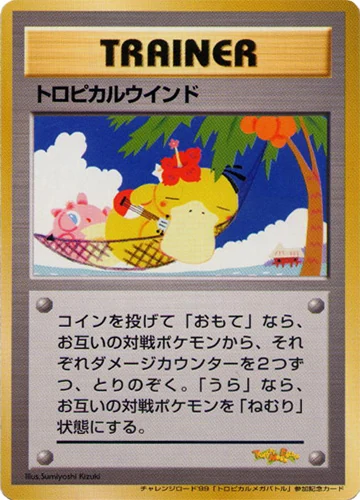 TRAINER
トロピカルウインド
コインを投げて「おもて」なら、
お互いの対戦ポケモンから、それ
ぞれダメージカウンターを2つず
つ、とりのぞく。「うら」なら、
お互いの対戦ポケモンを「ねむり」
状態にする。
Illus.Sumiyoshi Kizuki
チャレンジロード'99「トロピカルメガバトル」参加記念カード